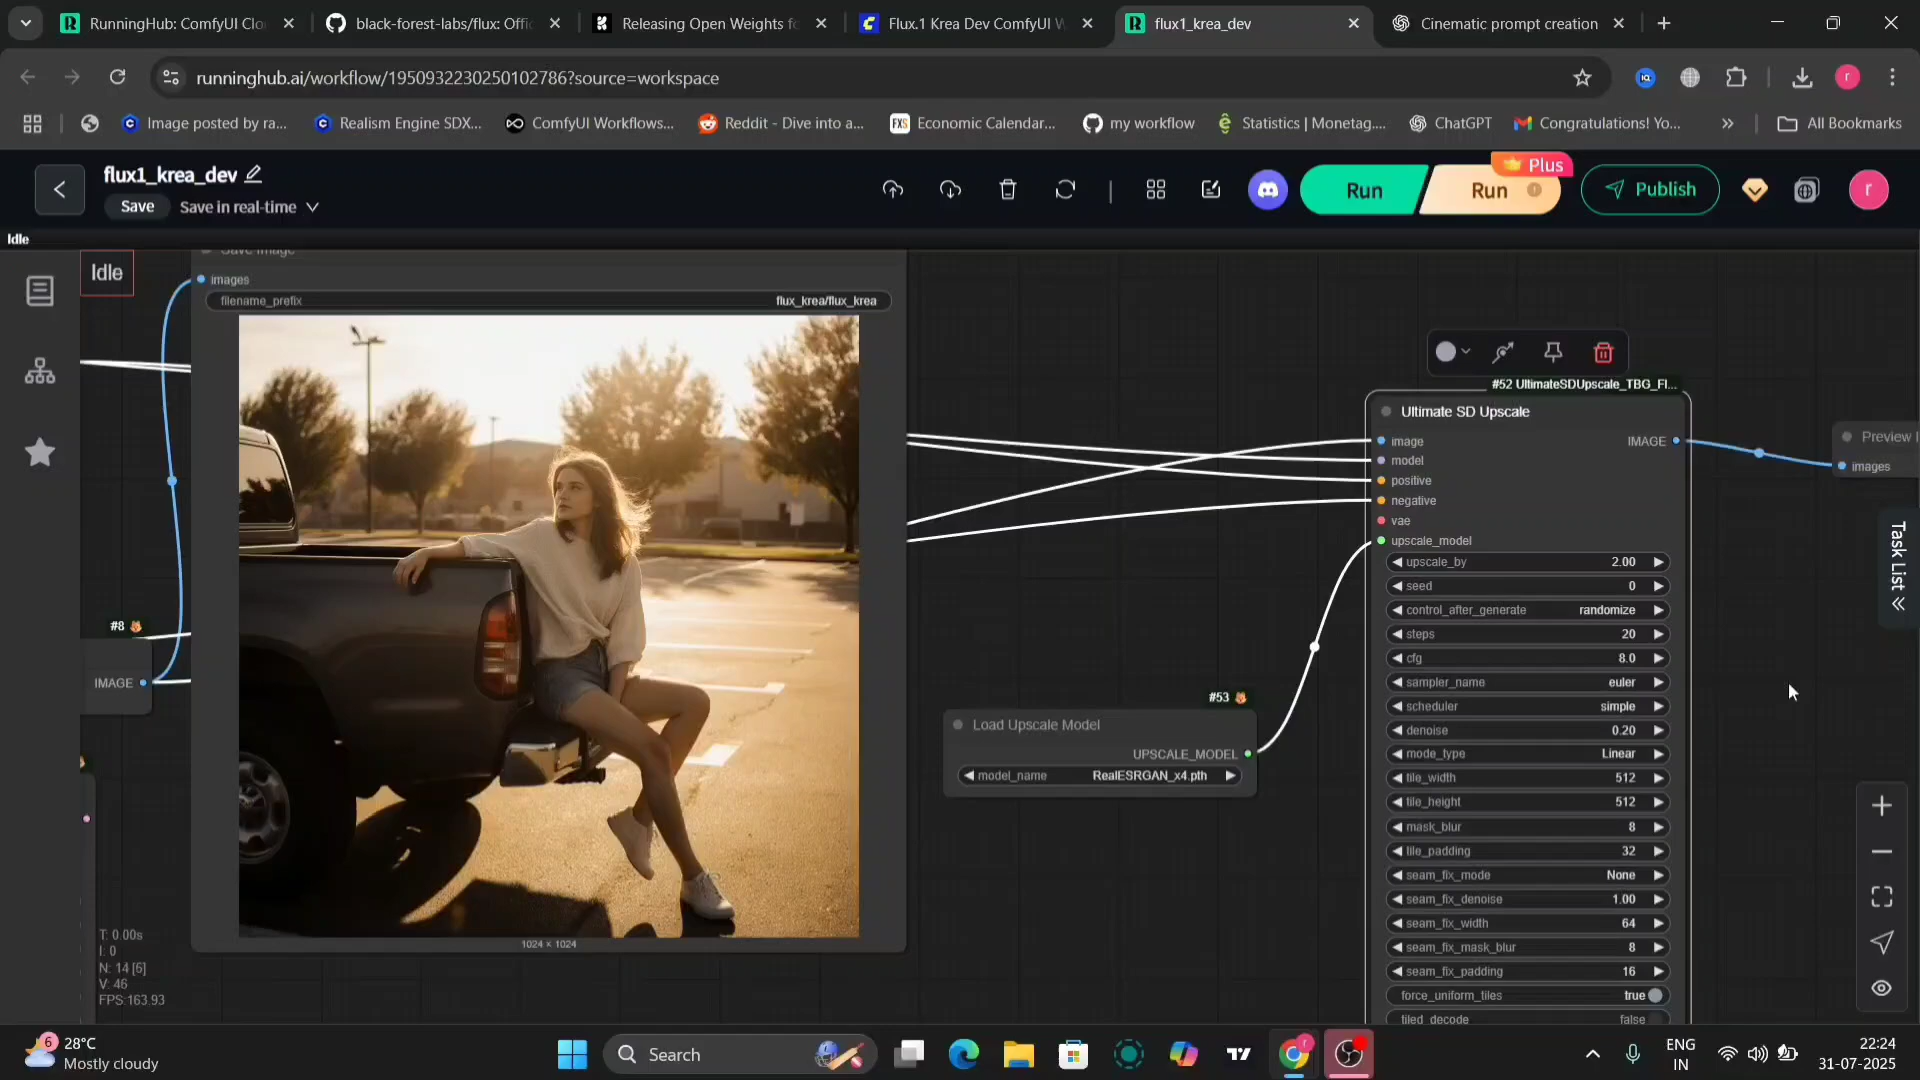 RunningHub: ComfyUI Clo
black-forest-labs/flux: Offic
Releasing Open Weights fo
Flux.1 Krea Dev ComfyUI W
flux1_krea_dev
Cinematic prompt creation
runninghub.ai/workflow/1950932230250102786?source=workspace
Image posted by ra...
Realism Engine SDX...
ComfyUI Workflows...
Reddit - Dive into a...
Economic Calendar...
my workflow
Statistics | Monetag....
ChatGPT
Congratulations! Yo...
All Bookmarks
flux1_krea_dev
Save
Save in real-time
Run
Run
Plus
Publish
r
Idle
Idle
Save Image
images
filename_prefix
flux_krea/flux_krea
1024 × 1024
#8
IMAGE
T: 0.00s
I: 0
N: 14 [6]
V: 46
FPS:163.93
#53
Load Upscale Model
UPSCALE_MODEL
model_name RealESRGAN_x4.pth
#52 UltimateSDUpscale_TBG_Fl...
Ultimate SD Upscale
image IMAGE
model
positive
negative
vae
upscale_model
upscale_by 2.00
seed 0
control_after_generate randomize
steps 20
cfg 8.0
sampler_name euler
scheduler simple
denoise 0.20
mode_type Linear
tile_width 512
tile_height 512
mask_blur 8
tile_padding 32
seam_fix_mode None
seam_fix_denoise 1.00
seam_fix_width 64
seam_fix_mask_blur 8
seam_fix_padding 16
force_uniform_tiles true
tiled_decode false
Preview I
images
Task List
6
28°C
Mostly cloudy
Search
ENG
IN
22:24
31-07-2025